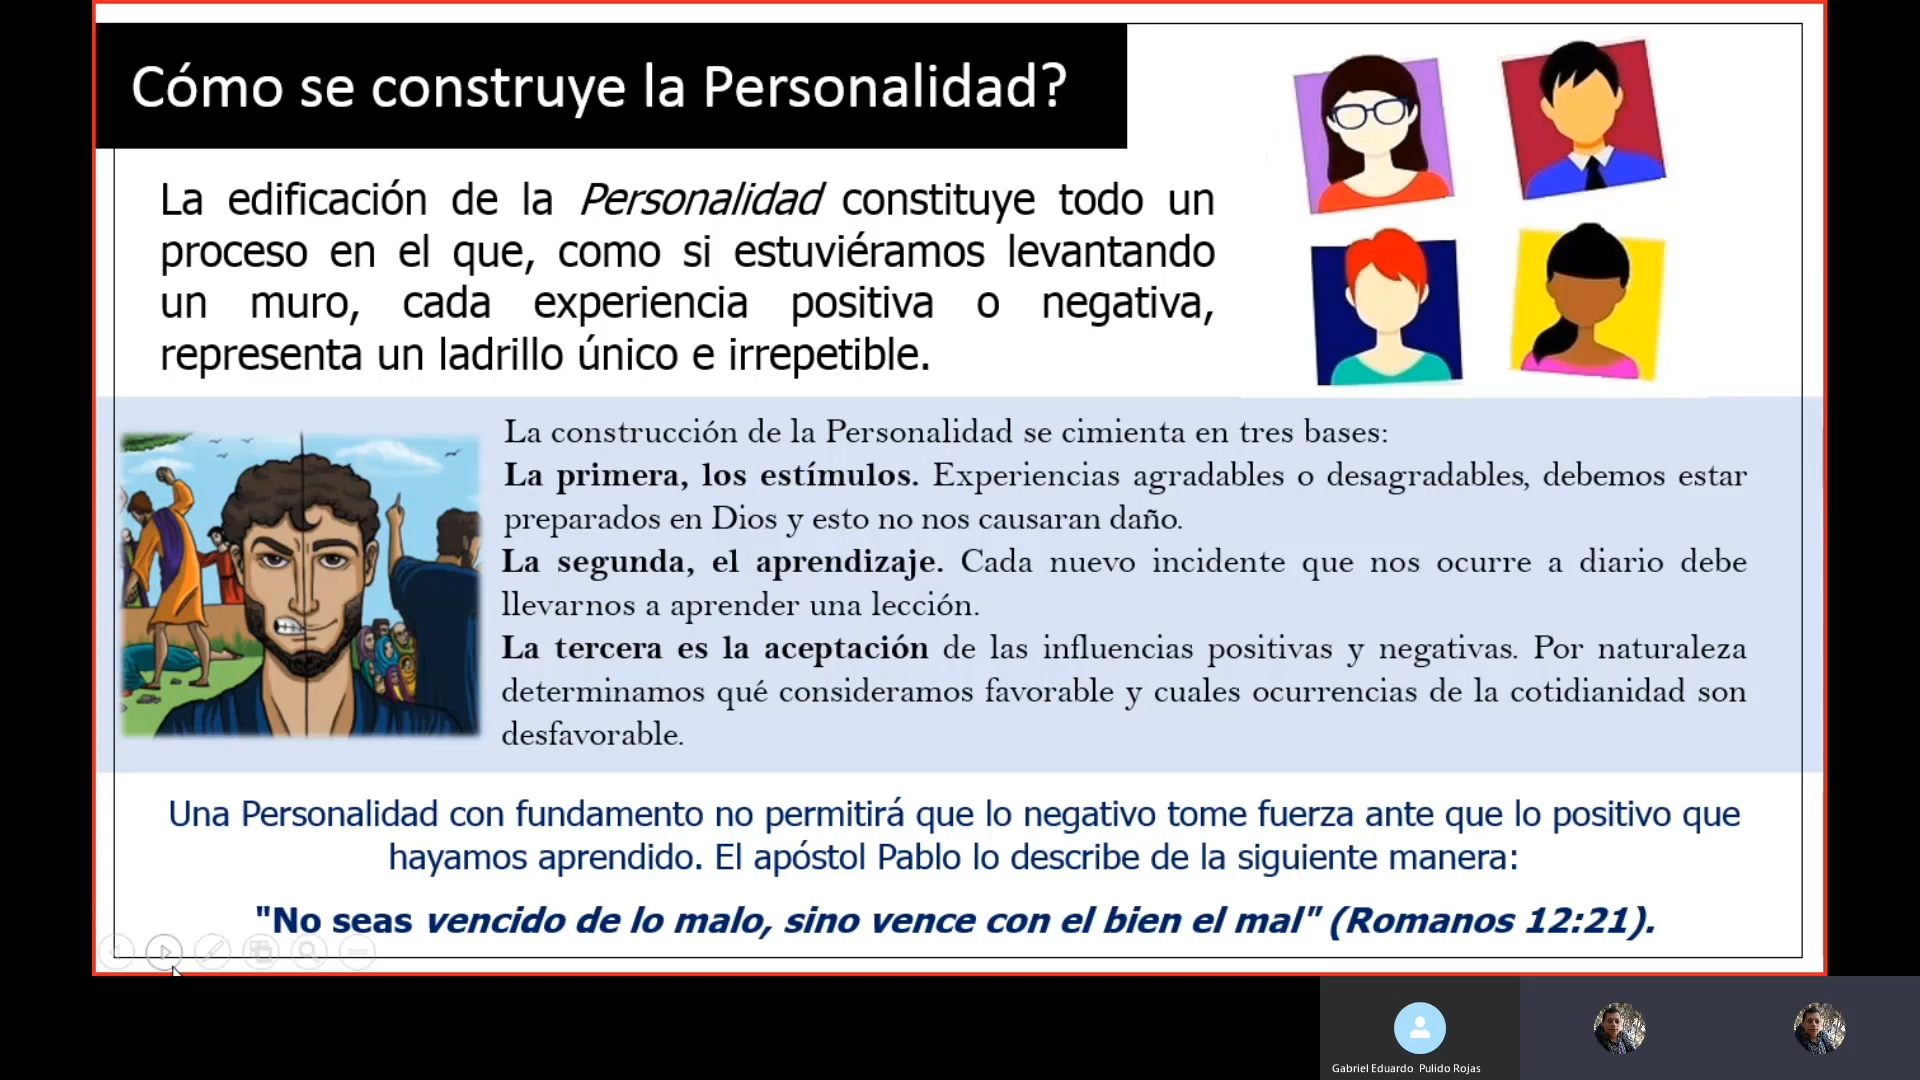 Cómo se construye la Personalidad?
La edificación de la Personalidad constituye todo un
proceso en el que, como si estuviéramos levantando
un muro, cada experiencia positiva o negativa,
representa un ladrillo único e irrepetible.
La construcción de la Personalidad se cimienta en tres bases:
La primera, los estímulos. Experiencias agradables o desagradables, debemos estar
preparados en Dios y esto no nos causaran daño.
La segunda, el aprendizaje. Cada nuevo incidente que nos ocurre a diario debe
llevarnos a aprender una lección.
La tercera es la aceptación de las influencias positivas y negativas. Por naturaleza
determinamos qué consideramos favorable y cuales ocurrencias de la cotidianidad son
desfavorable.
Una Personalidad con fundamento no permitirá que lo negativo tome fuerza ante que lo positivo que
hayamos aprendido. El apóstol Pablo lo describe de la siguiente manera:
"No seas vencido de lo malo, sino vence con el bien el mal" (Romanos 12:21).
Gabriel Eduardo Pulido Rojas